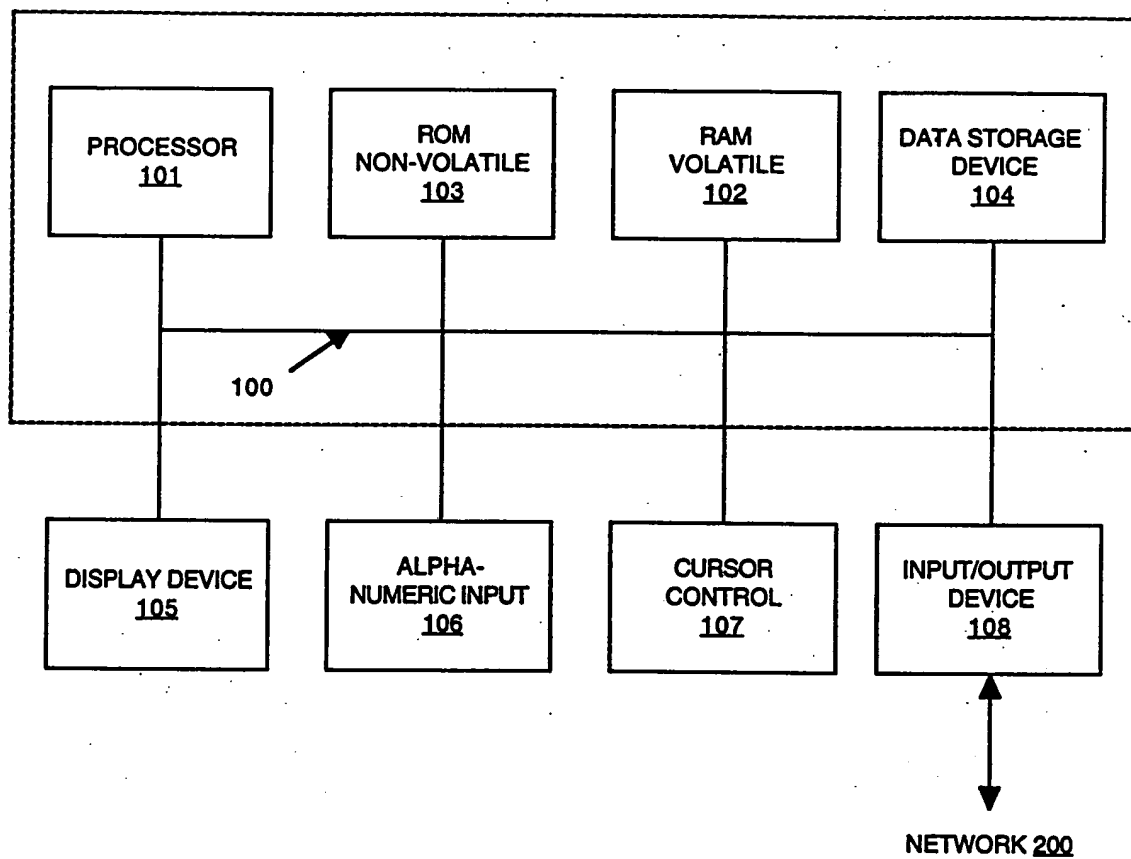 PROCESSOR
101
ROM
NON-VOLATILE
103
RAM
VOLATILE
102
DATA STORAGE
DEVICE
104
100
DISPLAY DEVICE
105
ALPHA-
NUMERIC INPUT
106
CURSOR
CONTROL
107
INPUT/OUTPUT
DEVICE
108
NETWORK 200